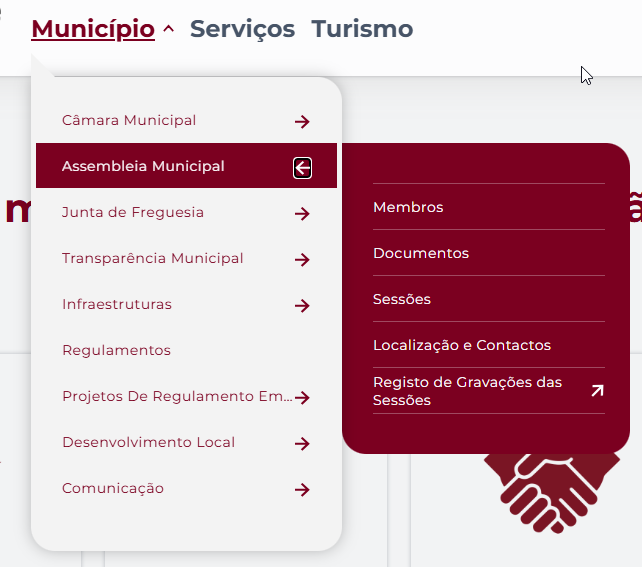 Município Serviços Turismo
Câmara Municipal
Assembleia Municipal
Junta de Freguesia
Transparência Municipal
Infraestruturas
Regulamentos
Projetos De Regulamento Em...
Desenvolvimento Local
Comunicação
Membros
Documentos
Sessões
Localização e Contactos
Registo de Gravações das
Sessões